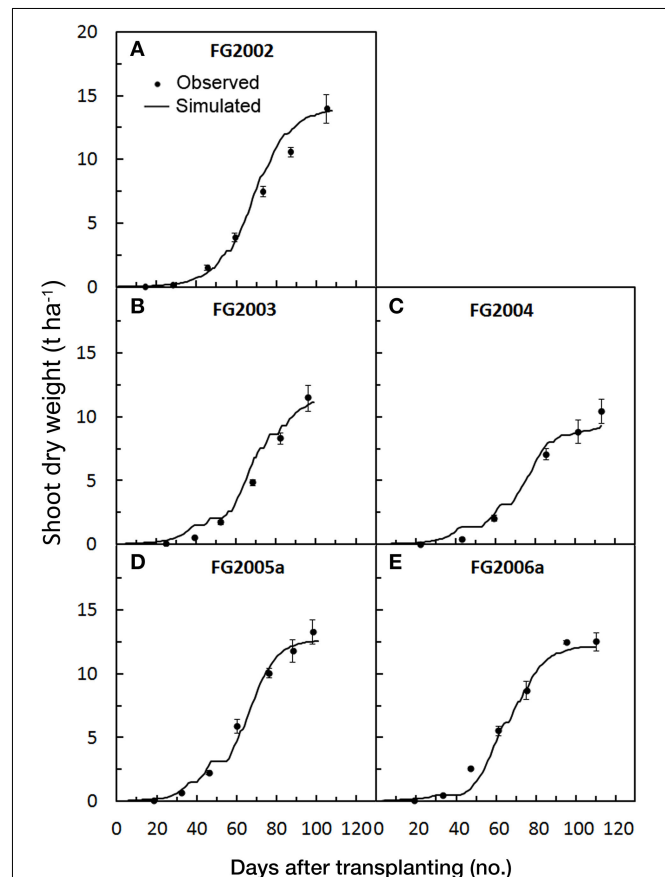 A
FG2002
Observed
Simulated
20
15
10
5
0
B
FG2003
C
FG2004
15
10
5
0
D
FG2005a
E
FG2006a
15
10
5
0
0 20 40 60 80 100 120
20 40 60 80 100 120
Shoot dry weight (t ha⁻¹)
Days after transplanting (no.)